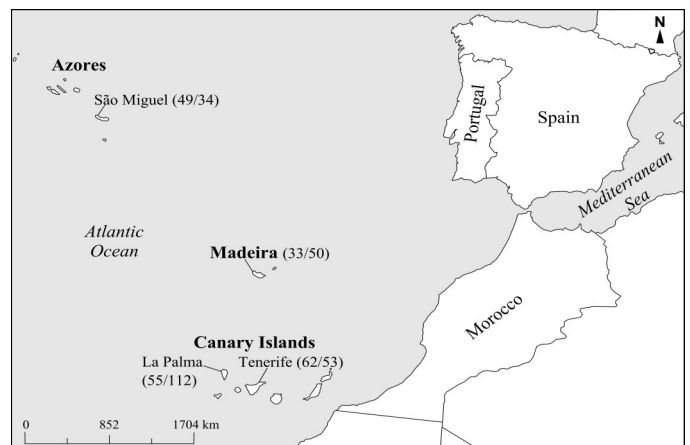 N
Azores
São Miguel (49/34)
Portugal
Spain
Mediterranean
Sea
Atlantic
Ocean
Madeira (33/50)
Morocco
Canary Islands
La Palma
(55/112)
Tenerife (62/53)
0 852 1704 km